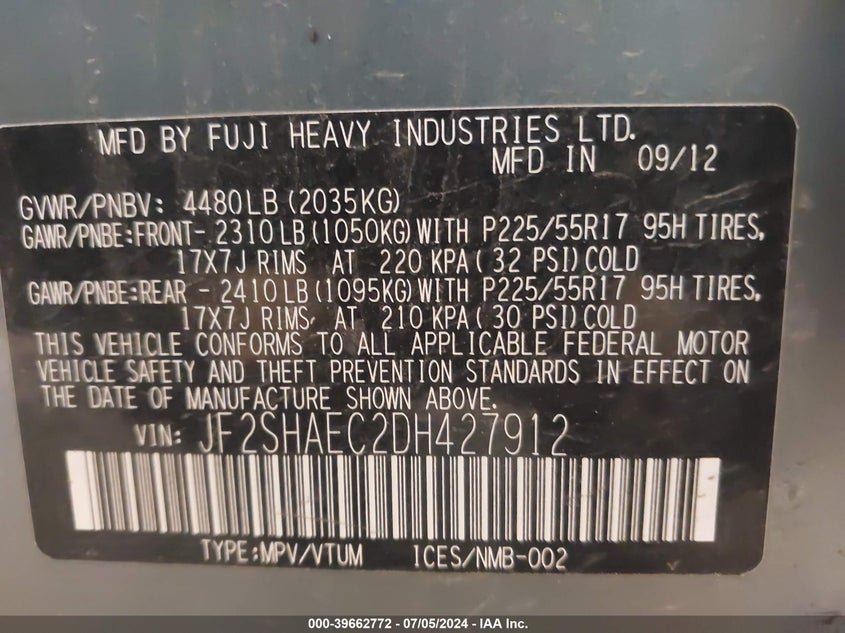 MFD BY FUJI HEAVY INDUSTRIES LTD.
MFD IN 09/12
GVWR/PNBV: 4480LB (2035KG)
GAWR/PNBE:FRONT- 2310LB (1050KG) WITH P225/55R17 95H TIRES,
17X7J RIMS AT 220 KPA( 32 PSI) COLD
GAWR/PNBE:REAR - 2410LB (1095KG) WITH P225/55R17 95H TIRES,
17X7J RIMS, AT 210 KPA( 30 PSI) COLD
THIS VEHICLE CONFORMS TO ALL APPLICABLE FEDERAL MOTOR
VEHICLE SAFETY AND THEFT PREVENTION STANDARDS IN EFFECT ON
THE DATE OF MANUFACTURE SHOWN ABOVE.
VIN: JF2SHAEC2DH427912
TYPE:MPV/VTUM ICES/NMB-002
000-39662772 - 07/05/2024 - IAA Inc.